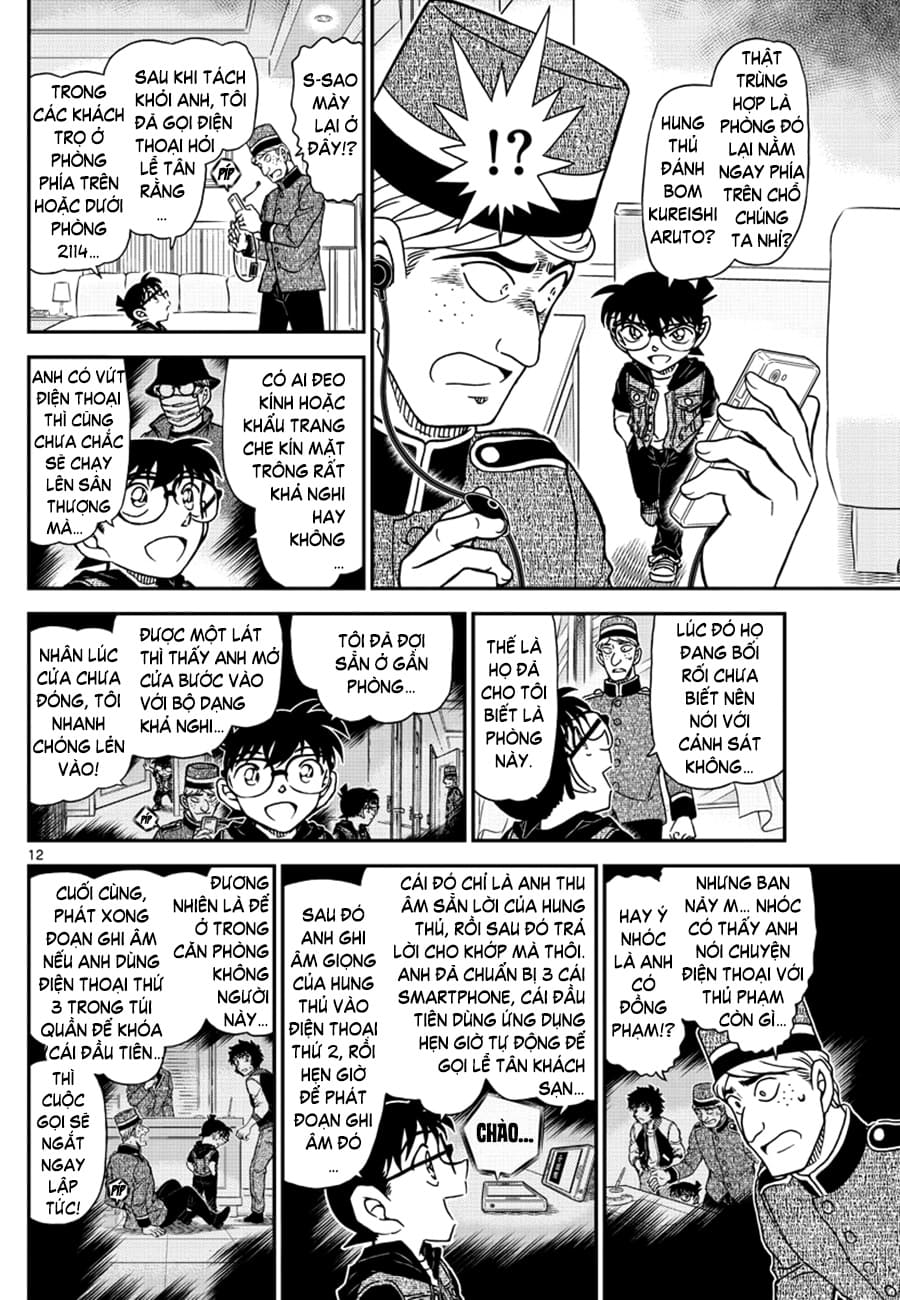 THẬT
TRÙNG
HỢP LÀ
PHÒNG ĐÓ
LẠI NẰM
NGAY PHÍA
TRÊN CHỖ
CHÚNG
TA NHỈ?
HUNG
THỦ
ĐÁNH
BOM
KUREISHI
ARUTO?
!?
S-SAO
MÀY
LẠI Ở
ĐÂY!?
PÍP
SAU KHI TÁCH
KHỎI ANH, TÔI
ĐÃ GỌI ĐIỆN
THOẠI HỎI
LỄ TÂN
RẰNG
...
TRONG
CÁC KHÁCH
TRỌ Ở
PHÒNG
PHÍA TRÊN
HOẶC DƯỚI
PHÒNG
2114...
CÓ AI ĐEO
KÍNH HOẶC
KHẨU TRANG
CHE KÍN MẶT
TRÔNG RẤT
KHẢ NGHI
HAY
KHÔNG
ANH CÓ VỨT
ĐIỆN THOẠI
THÌ CŨNG
CHƯA CHẮC
SẼ CHẠY
LÊN SÂN
THƯỢNG
MÀ...
LÚC ĐÓ HỌ
ĐANG BỐI
RỐI CHƯA
BIẾT NÊN
NÓI VỚI
CẢNH SÁT
KHÔNG...
THẾ LÀ
HỌ ĐÃ
CHO TÔI
BIẾT LÀ
PHÒNG
NÀY.
TÔI ĐÃ ĐỢI
SẴN Ở GẦN
PHÒNG...
ĐƯỢC MỘT LÁT
THÌ THẤY ANH MỞ
CỬA BƯỚC VÀO
VỚI BỘ DẠNG
KHẢ NGHI...
NHÂN LÚC
CỬA CHƯA
ĐÓNG, TÔI
NHANH
CHÓNG LẺN
VÀO!
PÍP
12
NHƯNG BAN
NÃY M... NHÓC
CÓ THẤY ANH
NÓI CHUYỆN
ĐIỆN THOẠI VỚI
THỦ PHẠM
CÒN GÌ...
HAY Ý
NHÓC
LÀ ANH
CÓ
ĐỒNG
PHẠM!?
CÁI ĐÓ CHỈ LÀ ANH THU
ÂM SẴN LỜI CỦA HUNG
THỦ, RỒI SAU ĐÓ TRẢ
LỜI CHO KHỚP MÀ THÔI.
ANH ĐÃ CHUẨN BỊ 3 CÁI
SMARTPHONE, CÁI ĐẦU
TIÊN DÙNG ỨNG DỤNG
HẸN GIỜ TỰ ĐỘNG ĐỂ
GỌI LỄ TÂN KHÁCH
SẠN...
SAU ĐÓ
ANH GHI
ÂM GIỌNG
CỦA HUNG
THỦ VÀO
ĐIỆN THOẠI
THỨ 2, RỒI
HẸN GIỜ
ĐỂ PHÁT
ĐOẠN GHI
ÂM ĐÓ
...
CHÀO...
ĐƯƠNG
NHIÊN LÀ ĐỂ
Ở TRONG
CĂN PHÒNG
KHÔNG
NGƯỜI
NÀY...
CUỐI CÙNG,
PHÁT XONG
ĐOẠN GHI ÂM
NẾU ANH DÙNG
ĐIỆN THOẠI THỨ
3 TRONG TÚI
QUẦN ĐỂ KHÓA
CÁI ĐẦU TIÊN...
THÌ
CUỘC
GỌI SẼ
NGẮT
NGAY
LẬP
TỨC!
PÍP